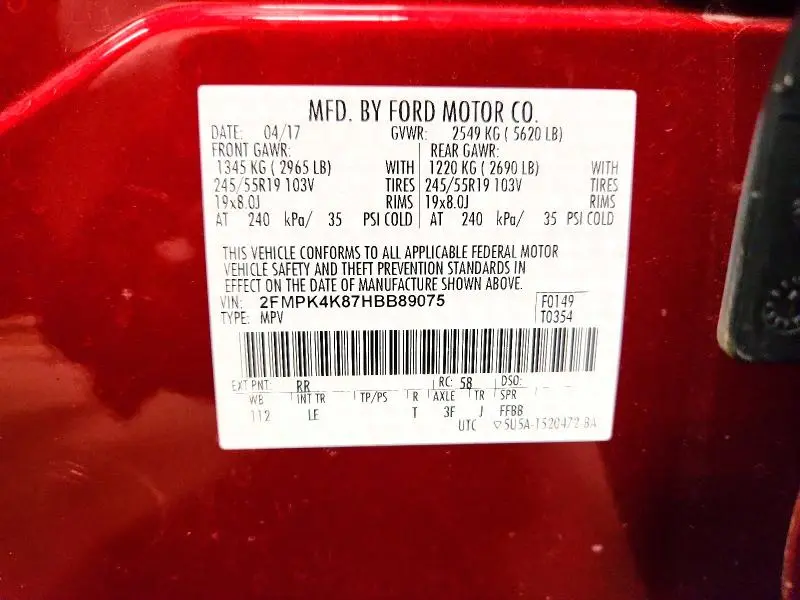 MFD. BY FORD MOTOR CO.
DATE: 04/17 GVWR: 2549 KG ( 5620 LB)
FRONT GAWR: REAR GAWR:
1345 KG ( 2965 LB) WITH 1220 KG ( 2690 LB) WITH
245/55R19 103V TIRES 245/55R19 103V TIRES
19x8.0J RIMS 19x8.0J RIMS
AT 240 kPa/ 35 PSI COLD AT 240 kPa/ 35 PSI COLD
THIS VEHICLE CONFORMS TO ALL APPLICABLE FEDERAL MOTOR
VEHICLE SAFETY AND THEFT PREVENTION STANDARDS IN
EFFECT ON THE DATE OF MANUFACTURE SHOWN ABOVE.
VIN: 2FMPK4K87HBB89075 F0149
TYPE: MPV T0354
EXT PNT: RR RC: 58 DSO:
WB INT TR TP/PS R AXLE TR SPR
112 LE T 3F J FFBB
UTC ▽5U5A-1520472-BA